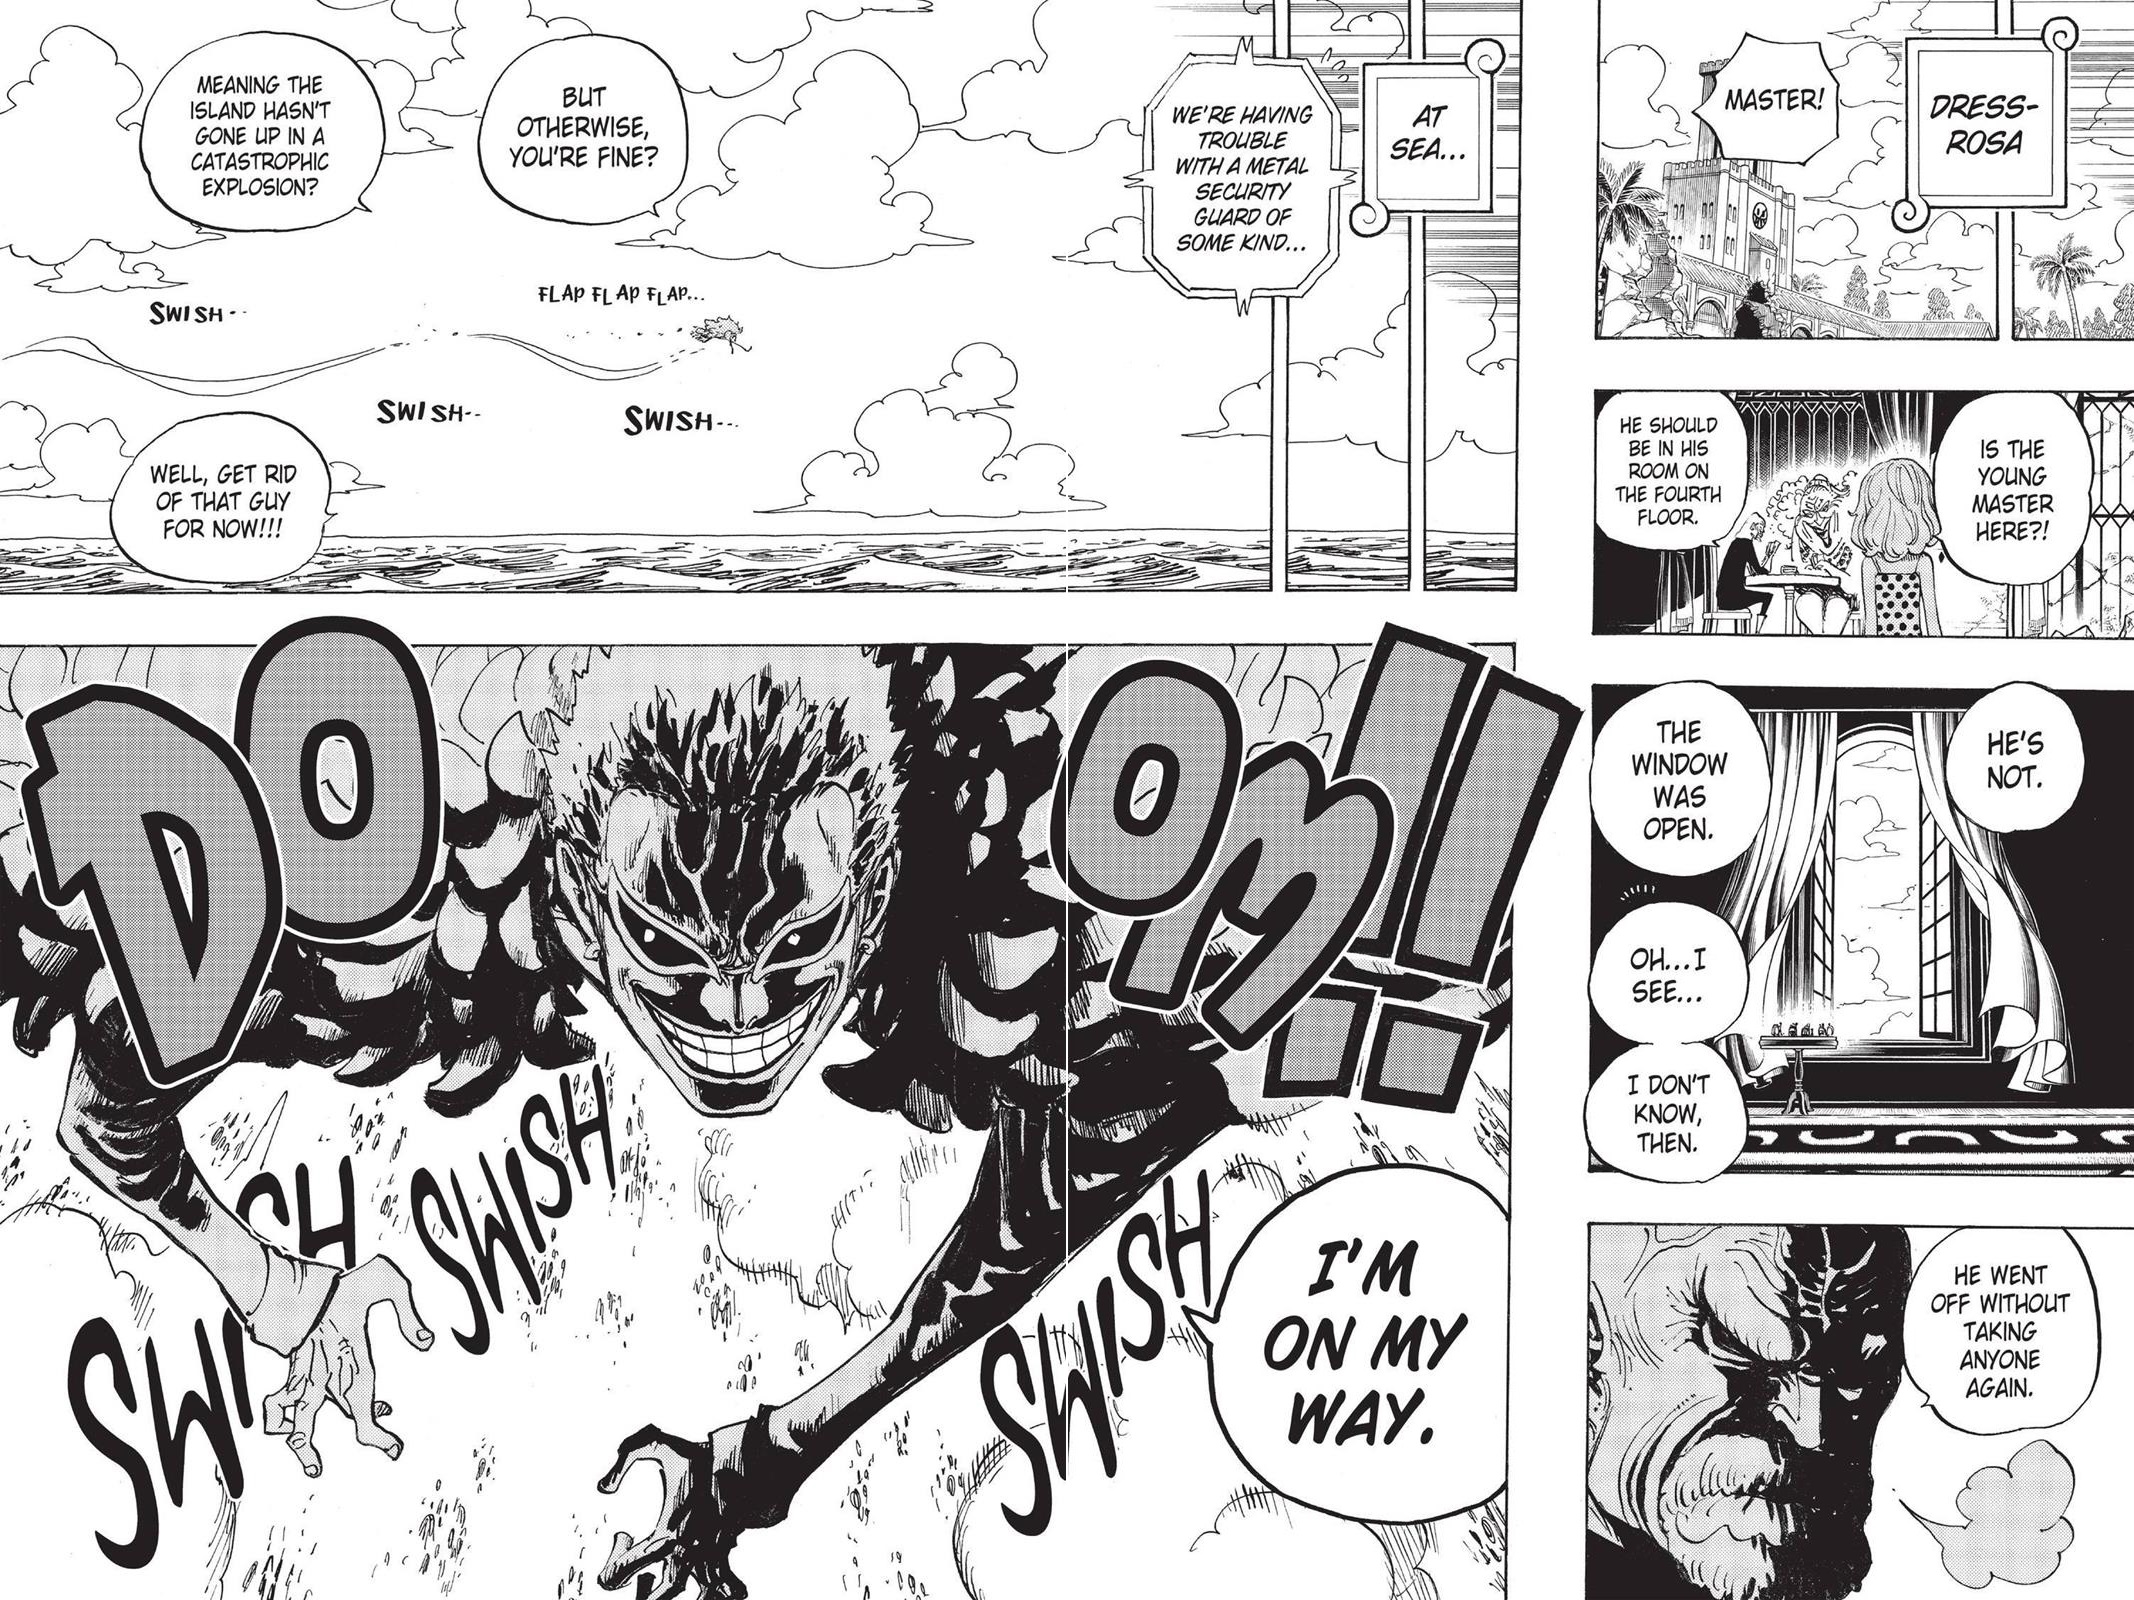 DRESS-
ROSA
MASTER!
IS THE
YOUNG
MASTER
HERE?!
HE SHOULD
BE IN HIS
ROOM ON
THE FOURTH
FLOOR.
HE'S
NOT.
THE
WINDOW
WAS
OPEN.
OH...I
SEE...
I DON'T
KNOW,
THEN.
HE WENT
OFF WITHOUT
TAKING
ANYONE
AGAIN.
AT
SEA...
WE'RE HAVING
TROUBLE
WITH A METAL
SECURITY
GUARD OF
SOME KIND...
BUT
OTHERWISE,
YOU'RE FINE?
MEANING THE
ISLAND HASN'T
GONE UP IN A
CATASTROPHIC
EXPLOSION?
FLAP FLAP FLAP...
SWISH..
SWISH..
SWISH...
WELL, GET RID
OF THAT GUY
FOR NOW!!!
DOOM!!
SWISH
SWISH
SWISH
I'M
ON MY
WAY.